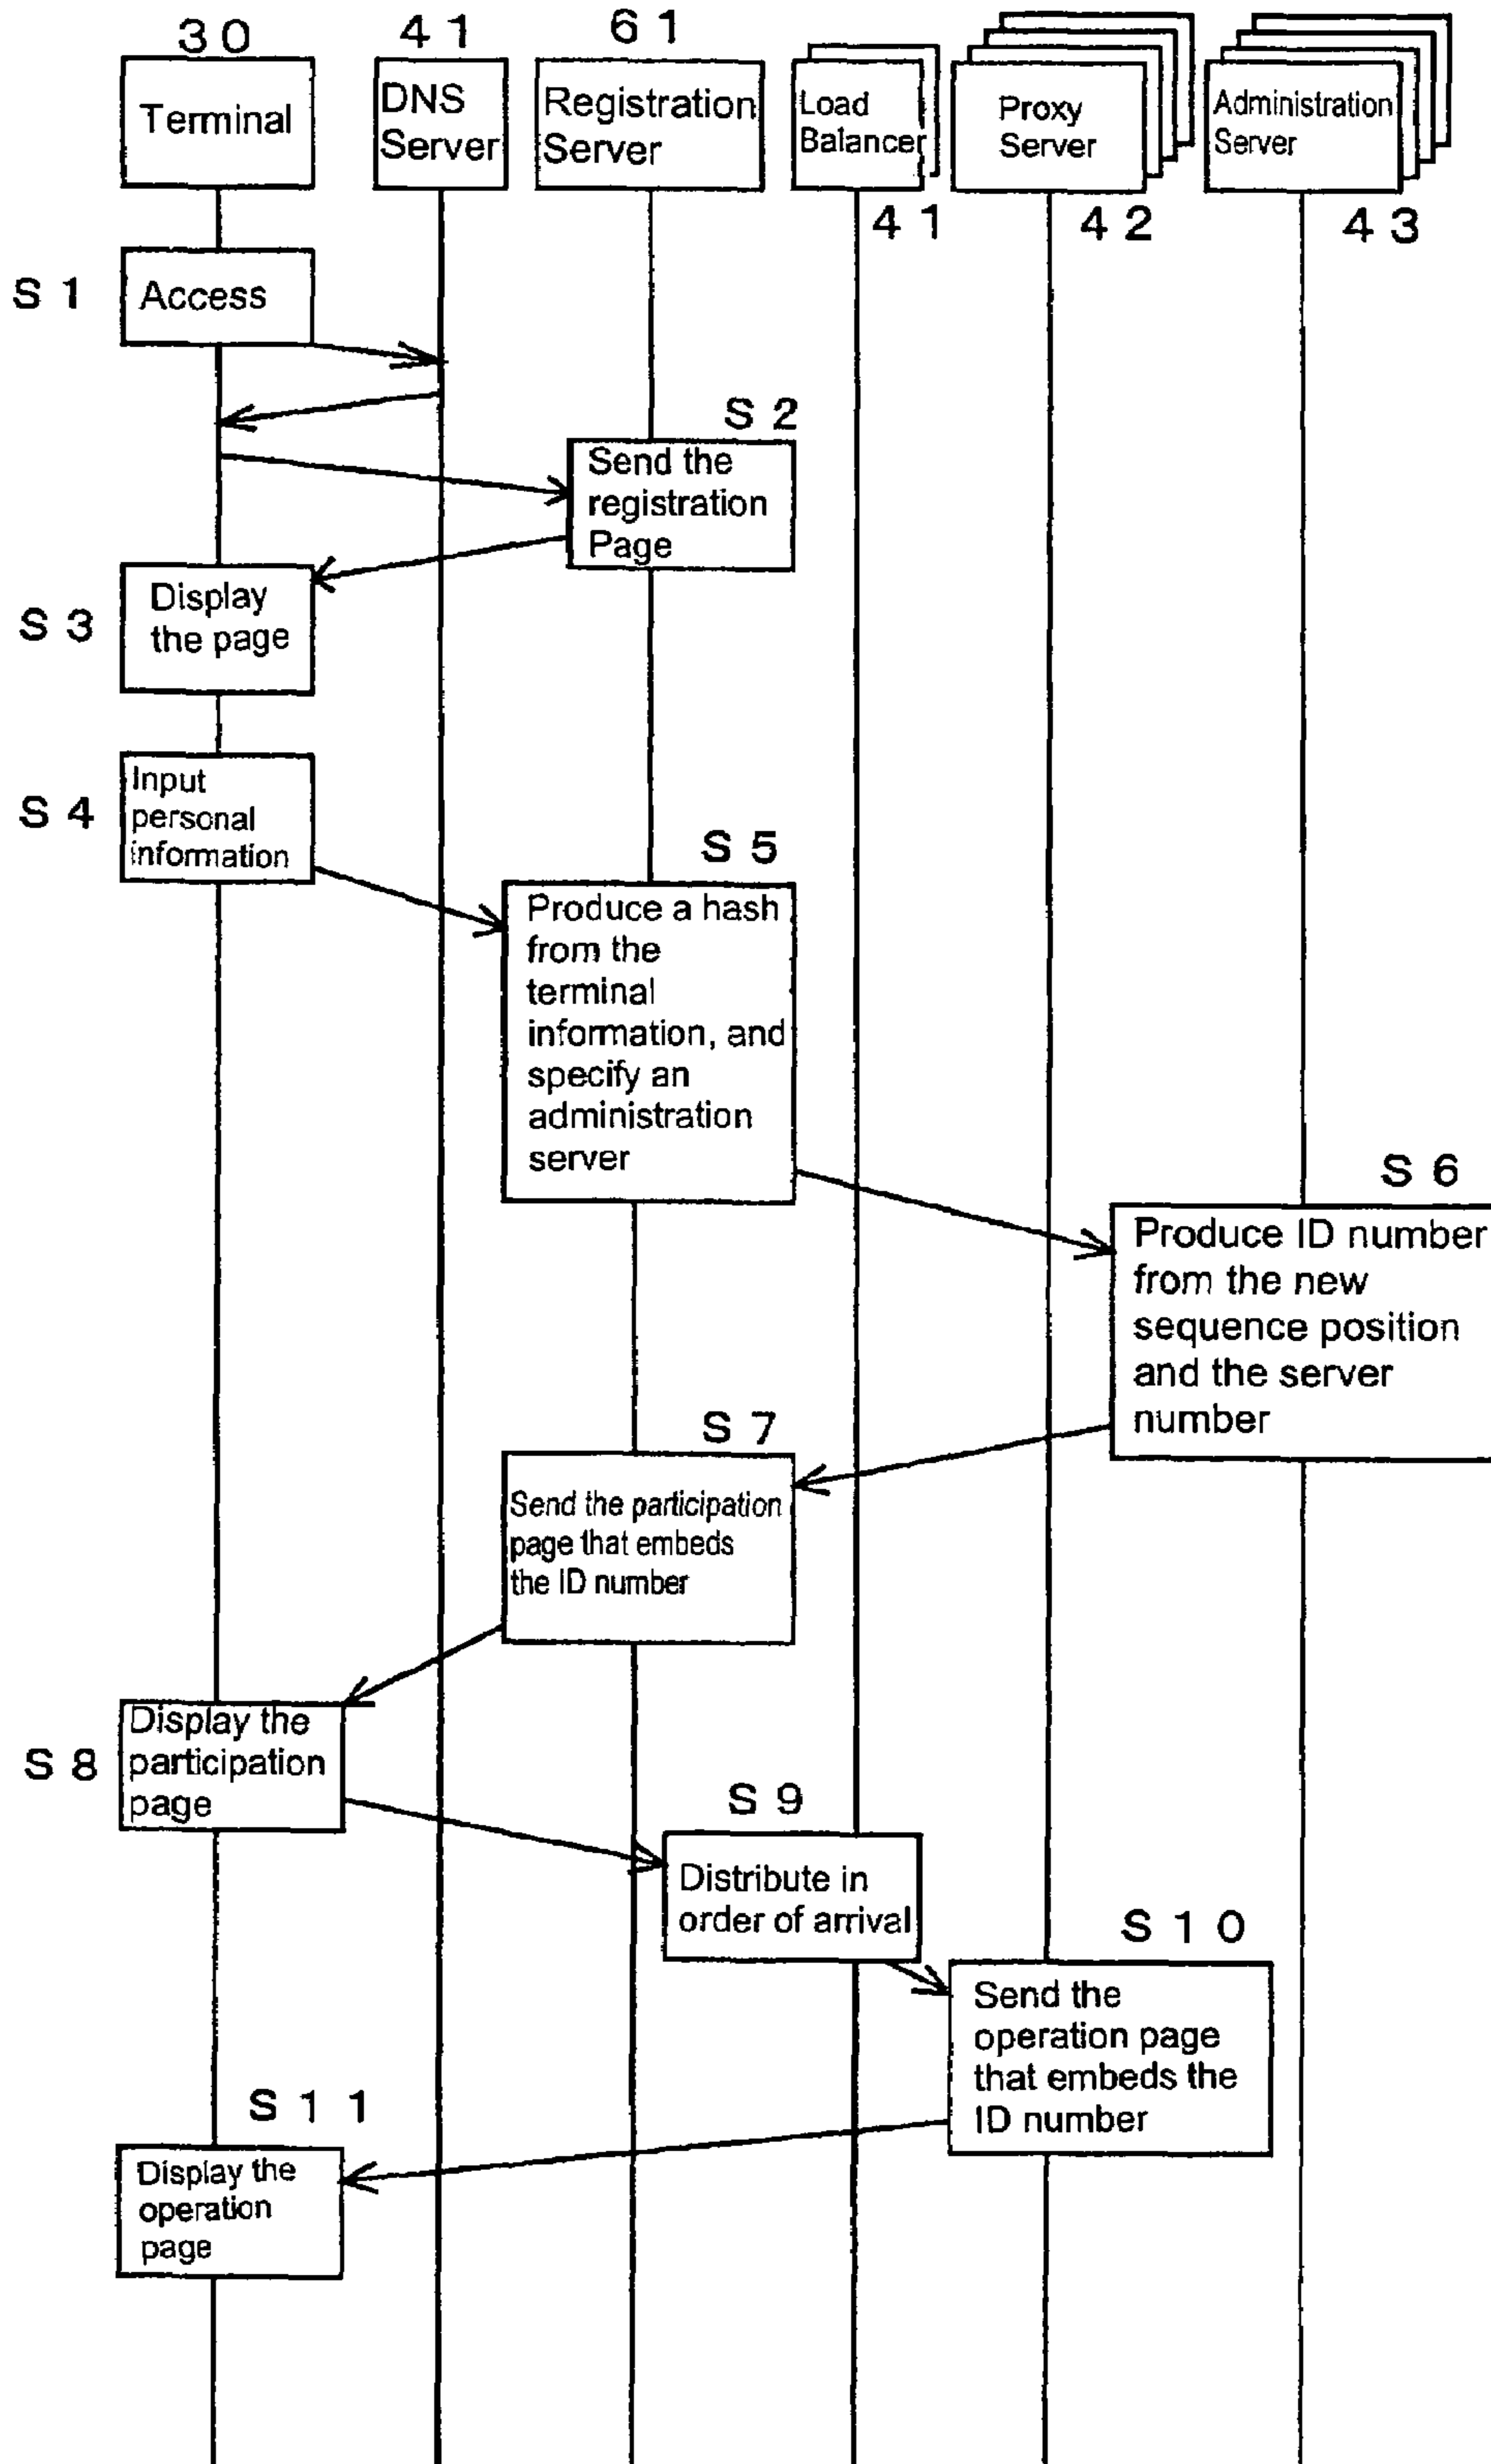 30
41
61
Terminal
DNS
Server
Registration
Server
Load
Balancer
Proxy
Server
Administration
Server
41
42
43
S 1
Access
S 2
Send the
registration
Page
S 3
Display
the page
S 4
Input
personal
information
S 5
Produce a hash
from the
terminal
information, and
specify an
administration
server
S 6
Produce ID number
from the new
sequence position
and the server
number
S 7
Send the participation
page that embeds
the ID number
S 8
Display the
participation
page
S 9
Distribute in
order of arrival
S 1 0
Send the
operation page
that embeds the
ID number
S 1 1
Display the
operation
page